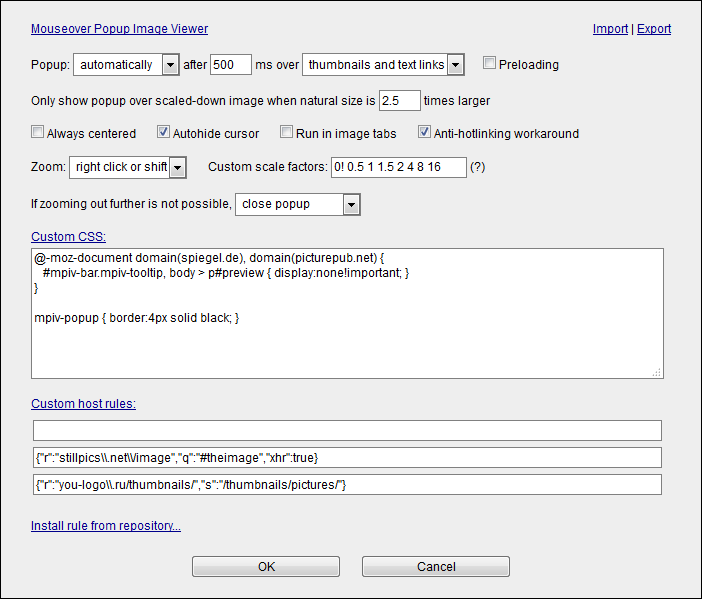 Mouseover Popup Image Viewer Import | Export
Popup: automatically after 500 ms over thumbnails and text links Preloading
Only show popup over scaled-down image when natural size is 2.5 times larger
Always centered Autohide cursor Run in image tabs Anti-hotlinking workaround
Zoom: right click or shift Custom scale factors: 0! 0.5 1 1.5 2 4 8 16 (?)
If zooming out further is not possible, close popup
Custom CSS:
@-moz-document domain(spiegel.de), domain(picturepub.net) {
#mpiv-bar.mpiv-tooltip, body > p#preview { display:none!important; }
}
mpiv-popup { border:4px solid black; }
Custom host rules:
{"r":"stillpics\\.net\\/image","q":"#theimage","xhr":true}
{"r":"you-logo\\.ru/thumbnails/","s":"/thumbnails/pictures/"}
Install rule from repository...
OK Cancel